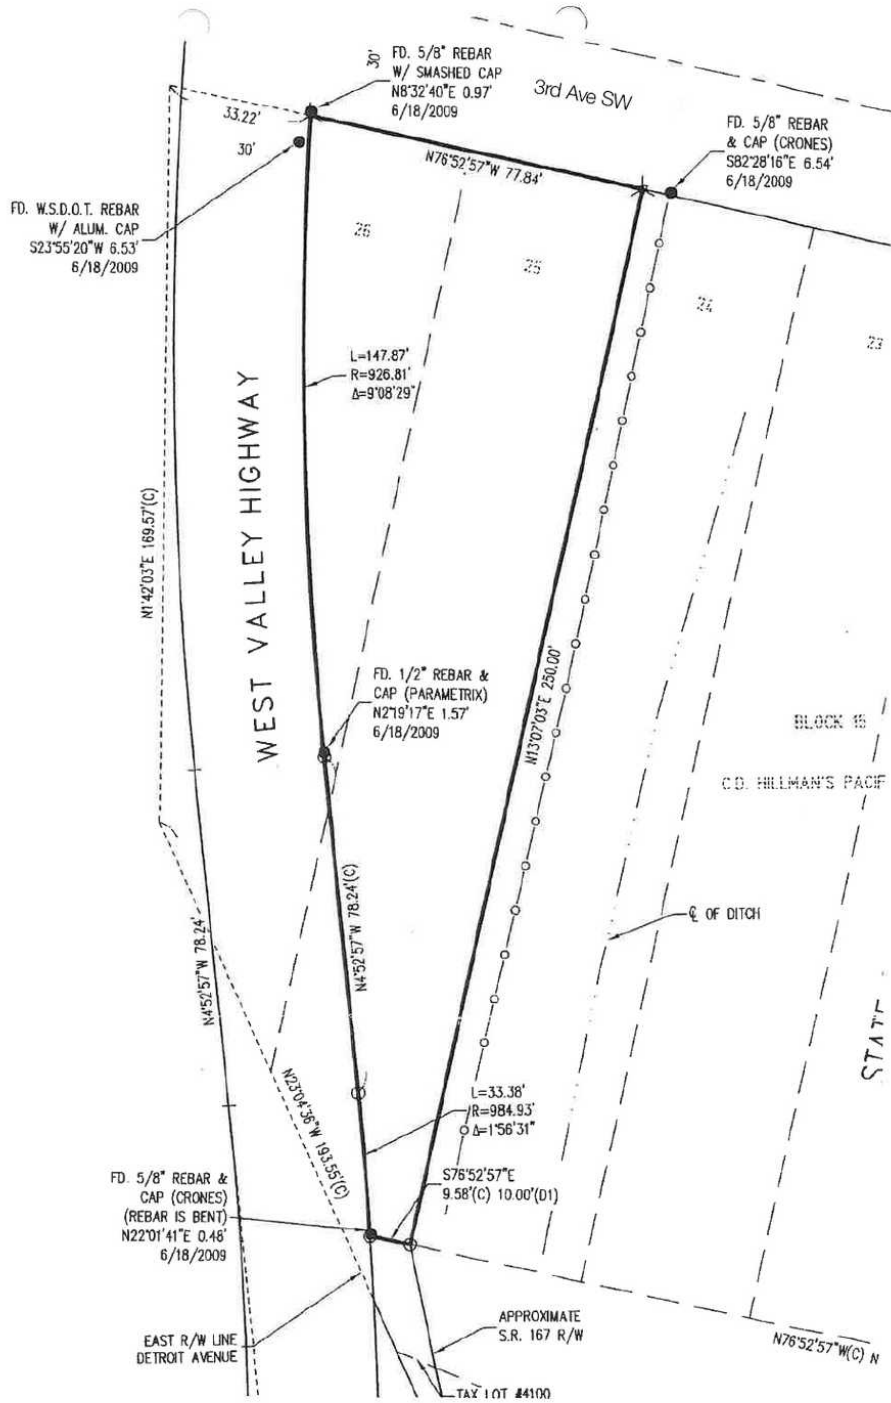 30'
FD. 5/8" REBAR
W/ SMASHED CAP
N8°32'40"E 0.97'
6/18/2009
3rd Ave SW
FD. 5/8" REBAR
& CAP (CRONES)
S82°28'16"E 6.54'
6/18/2009
33.22'
30'
N76°52'57"W 77.84'
FD. W.S.D.O.T. REBAR
W/ ALUM. CAP
S23°55'20"W 6.53'
6/18/2009
26
25
24
23
L=147.87'
R=926.81'
Δ=9°08'29"
WEST VALLEY HIGHWAY
N1°42'03"E 169.57'(C)
FD. 1/2" REBAR &
CAP (PARAMETRIX)
N2°19'17"E 1.57'
6/18/2009
N13°07'03"E 250.00'
BLOCK 15
C.D. HILLMAN'S PACIF
℄ OF DITCH
N4°52'57"W 78.24'
N4°52'57"W 78.24'(C)
STATE
N23°04'36"W 193.55'(C)
L=33.38'
R=984.93'
Δ=1°56'31"
S76°52'57"E
9.58'(C) 10.00'(D1)
FD. 5/8" REBAR &
CAP (CRONES)
(REBAR IS BENT)
N22°01'41"E 0.48'
6/18/2009
EAST R/W LINE
DETROIT AVENUE
APPROXIMATE
S.R. 167 R/W
N76°52'57"W(C) N
TAX LOT #4100